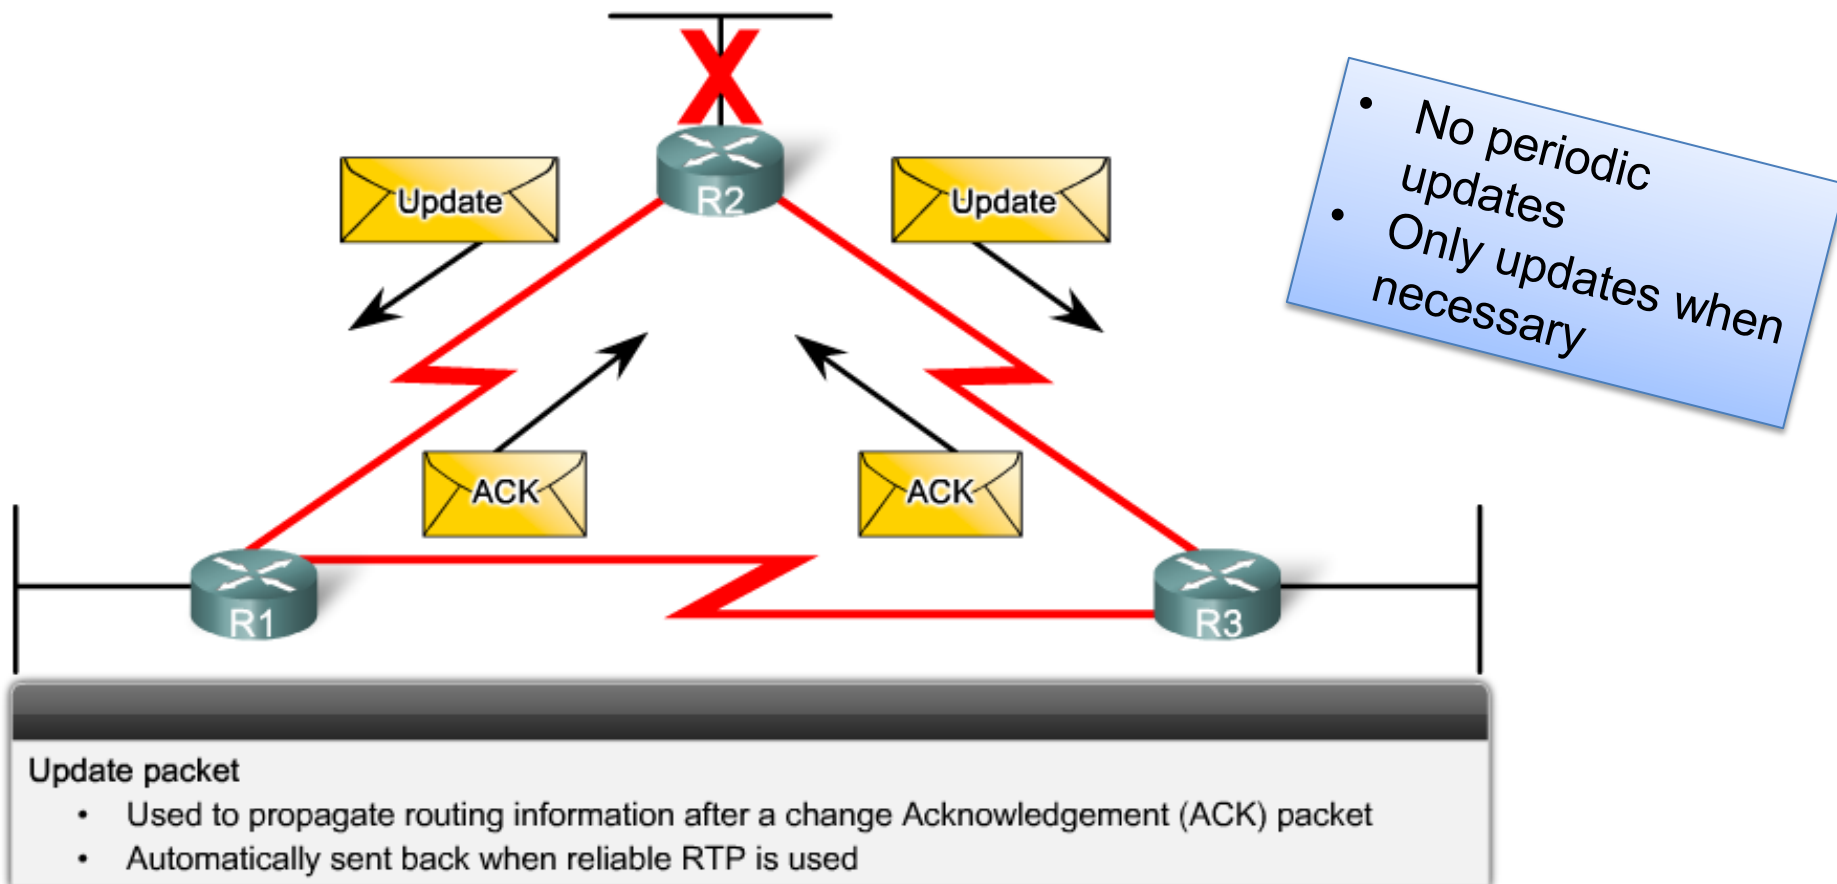 R2
Update
Update
ACK
ACK
R1
R3
• No periodic
updates
• Only updates when
necessary
Update packet
• Used to propagate routing information after a change Acknowledgement (ACK) packet
• Automatically sent back when reliable RTP is used